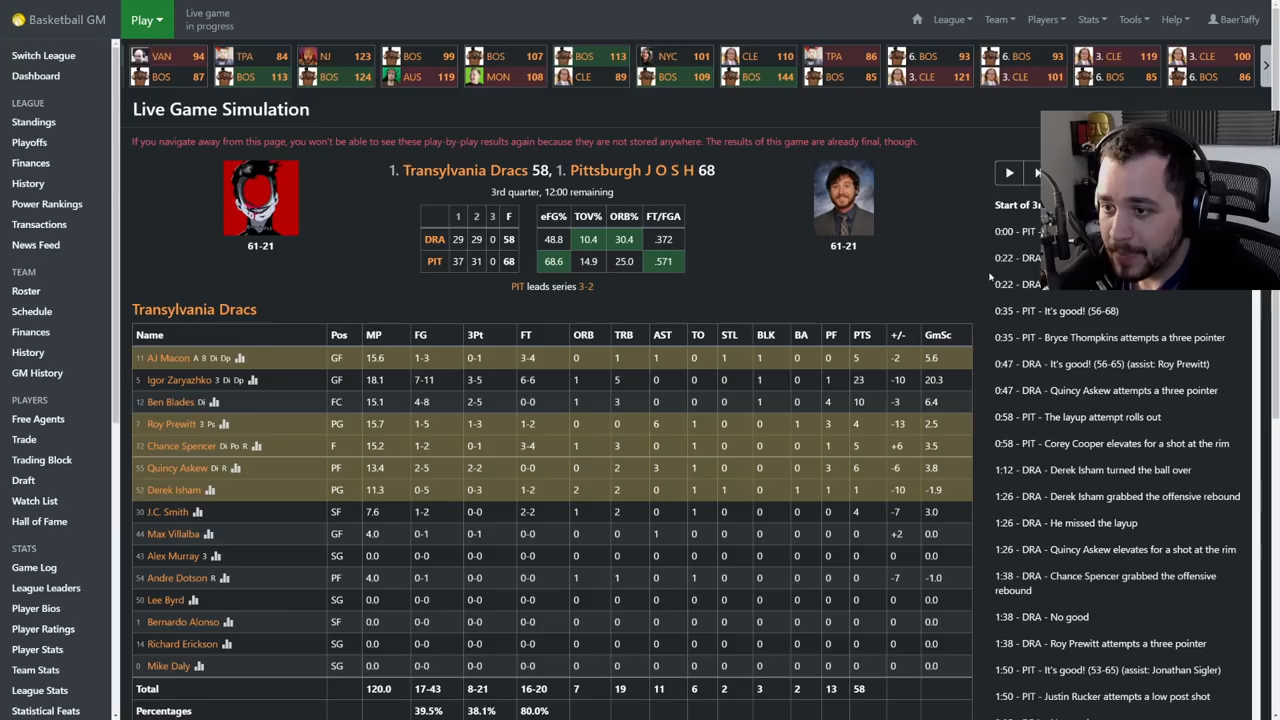 Basketball GM
Play
Live game
in progress
League
Team
Players
Stats
Tools
Help
BaerTaffy
VAN 94
BOS 87
TPA 84
BOS 113
NJ 123
BOS 124
BOS 99
AUS 119
BOS 107
MON 108
BOS 113
CLE 89
NYC 101
BOS 109
CLE 110
BOS 144
TPA 86
BOS 85
6. BOS 93
3. CLE 121
6. BOS 93
3. CLE 101
3. CLE 119
6. BOS 85
3. CLE 100
6. BOS 86
Switch League
Dashboard
LEAGUE
Standings
Playoffs
Finances
History
Power Rankings
Transactions
News Feed
TEAM
Roster
Schedule
Finances
History
GM History
PLAYERS
Free Agents
Trade
Trading Block
Draft
Watch List
Hall of Fame
STATS
Game Log
League Leaders
Player Bios
Player Ratings
Player Stats
Team Stats
League Stats
Statistical Feats
Live Game Simulation
If you navigate away from this page, you won't be able to see these play-by-play results again because they are not stored anywhere. The results of this game are already final, though.
1. Transylvania Dracs 58, 1. Pittsburgh J O S H 68
3rd quarter, 12:00 remaining
61-21
61-21
1 2 3 F
DRA 29 29 0 58
PIT 37 31 0 68
eFG% TOV% ORB% FT/FGA
48.8 10.4 30.4 .372
68.6 14.9 25.0 .571
PIT leads series 3-2
Transylvania Dracs
Name Pos MP FG 3Pt FT ORB TRB AST TO STL BLK BA PF PTS +/- GmSc
11 AJ Macon A B Di Dp GF 15.6 1-3 0-1 3-4 0 1 1 0 1 1 0 0 5 -2 5.6
5 Igor Zaryazhko 3 Di Dp GF 18.1 7-11 3-5 6-6 1 5 0 0 0 1 0 1 23 -10 20.3
12 Ben Blades Di FC 15.1 4-8 2-5 0-0 1 3 0 0 0 1 0 4 10 -3 6.4
7 Roy Prewitt 3 Ps PG 15.7 1-5 1-3 1-2 0 0 6 1 0 0 1 3 4 -13 2.5
72 Chance Spencer Di Po R F 15.2 1-2 0-1 3-4 1 3 0 1 0 0 0 1 5 +6 3.5
55 Quincy Askew Di R PF 13.4 2-5 2-2 0-0 0 2 3 1 0 0 0 3 6 -6 3.8
52 Derek Isham PG 11.3 0-5 0-3 1-2 2 2 0 1 1 0 1 1 1 -10 -1.9
30 J.C. Smith SF 7.6 1-2 0-0 2-2 1 2 0 1 0 0 0 0 4 -7 3.0
44 Max Villalba GF 4.0 0-1 0-1 0-0 0 0 1 0 0 0 0 0 0 +2 0.0
43 Alex Murray 3 SG 0.0 0-0 0-0 0-0 0 0 0 0 0 0 0 0 0 0 0.0
54 Andre Dotson R PF 4.0 0-1 0-0 0-0 1 1 0 1 0 0 0 0 0 -7 -1.0
50 Lee Byrd SG 0.0 0-0 0-0 0-0 0 0 0 0 0 0 0 0 0 0 0.0
1 Bernardo Alonso SF 0.0 0-0 0-0 0-0 0 0 0 0 0 0 0 0 0 0 0.0
14 Richard Erickson SG 0.0 0-0 0-0 0-0 0 0 0 0 0 0 0 0 0 0 0.0
0 Mike Daly SG 0.0 0-0 0-0 0-0 0 0 0 0 0 0 0 0 0 0 0.0
Total 120.0 17-43 8-21 16-20 7 19 11 6 2 3 2 13 58
Percentages 39.5% 38.1% 80.0%
Start of 3r
0:00 - PIT -
0:22 - DRA
0:22 - DRA
0:35 - PIT - It's good! (56-68)
0:35 - PIT - Bryce Thompkins attempts a three pointer
0:47 - DRA - It's good! (56-65) (assist: Roy Prewitt)
0:47 - DRA - Quincy Askew attempts a three pointer
0:58 - PIT - The layup attempt rolls out
0:58 - PIT - Corey Cooper elevates for a shot at the rim
1:12 - DRA - Derek Isham turned the ball over
1:26 - DRA - Derek Isham grabbed the offensive rebound
1:26 - DRA - He missed the layup
1:26 - DRA - Quincy Askew elevates for a shot at the rim
1:38 - DRA - Chance Spencer grabbed the offensive
rebound
1:38 - DRA - No good
1:38 - DRA - Roy Prewitt attempts a three pointer
1:50 - PIT - It's good! (53-65) (assist: Jonathan Sigler)
1:50 - PIT - Justin Rucker attempts a low post shot